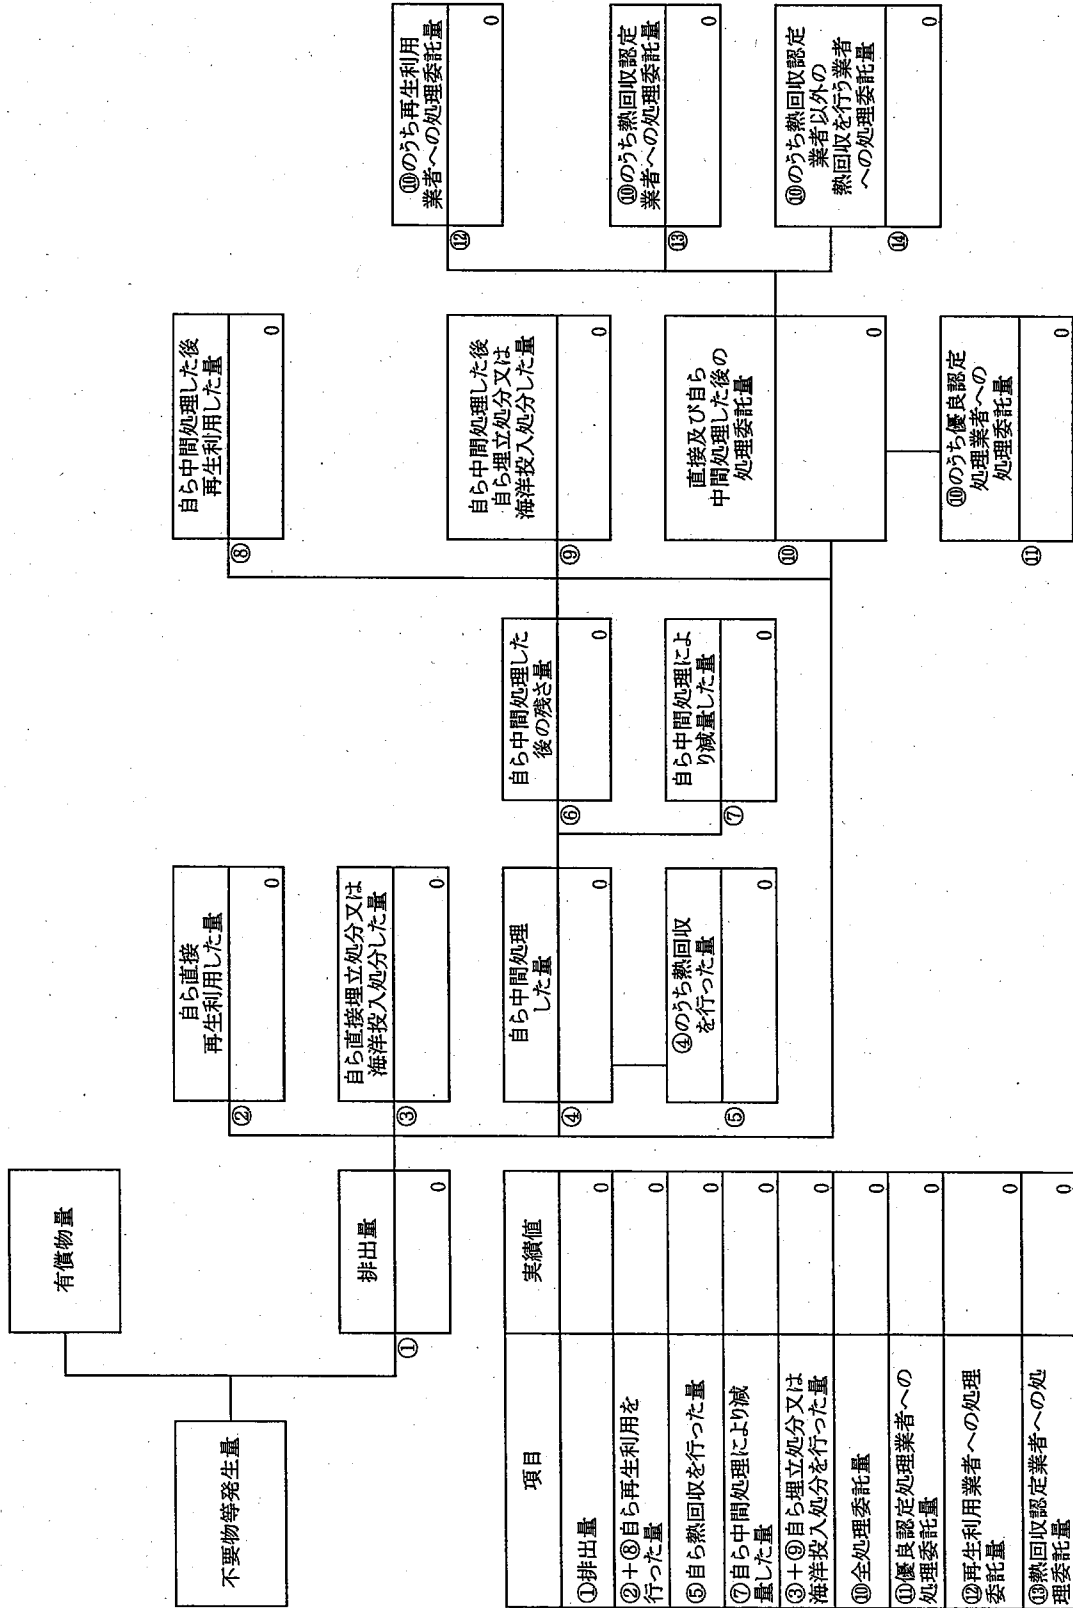 不要物等発生量
有償物量
①
排出量
0
②
自ら直接
再生利用した量
0
③
自ら直接埋立処分又は
海洋投入処分した量
0
④
自ら中間処理
した量
0
⑤
④のうち熱回収
を行った量
0
⑥
自ら中間処理した
後の残さ量
0
⑦
自ら中間処理によ
り減量した量
0
⑧
自ら中間処理した後
再生利用した量
0
⑨
自ら中間処理した後
自ら埋立処分又は
海洋投入処分した量
0
⑩
直接及び自ら
中間処理した後の
処理委託量
0
⑪
⑩のうち優良認定
処理業者への
処理委託量
0
⑫
⑩のうち再生利用
業者への処理委託量
0
⑬
⑩のうち熱回収認定
業者への処理委託量
0
⑭
⑩のうち熱回収認定
業者以外の
熱回収を行う業者
への処理委託量
0
項目
実績値
①排出量
0
②＋⑧自ら再生利用を
行った量
0
⑤自ら熱回収を行った量
0
⑦自ら中間処理により減
量した量
0
③＋⑨自ら埋立処分又は
海洋投入処分を行った量
0
⑩全処理委託量
0
⑪優良認定処理業者への
処理委託量
0
⑫再生利用業者への処理
委託量
0
⑬熱回収認定業者への処
理委託量
0